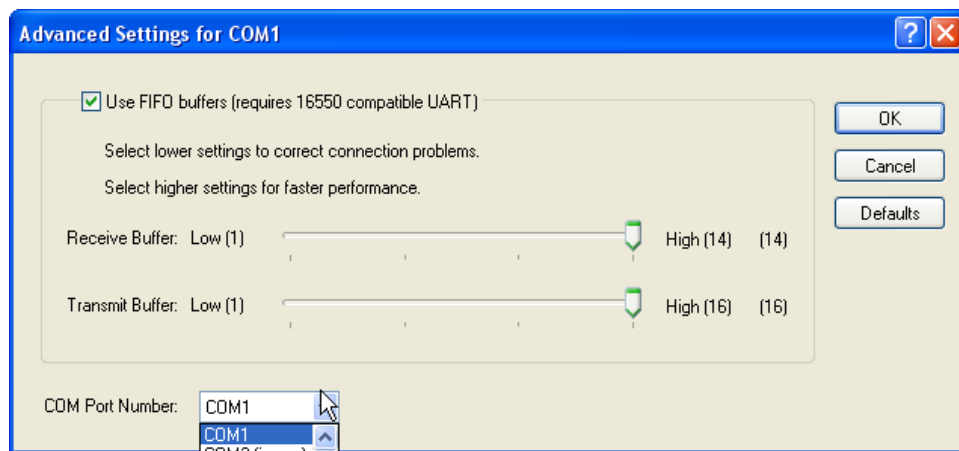 Advanced Settings for COM1
Use FIFO buffers (requires 16550 compatible UART)
OK
Select lower settings to correct connection problems.
Cancel
Select higher settings for faster performance.
Defaults
Receive Buffer: Low (1) High (14) (14)
Transmit Buffer: Low (1) High (16) (16)
COM Port Number: COM1
COM1